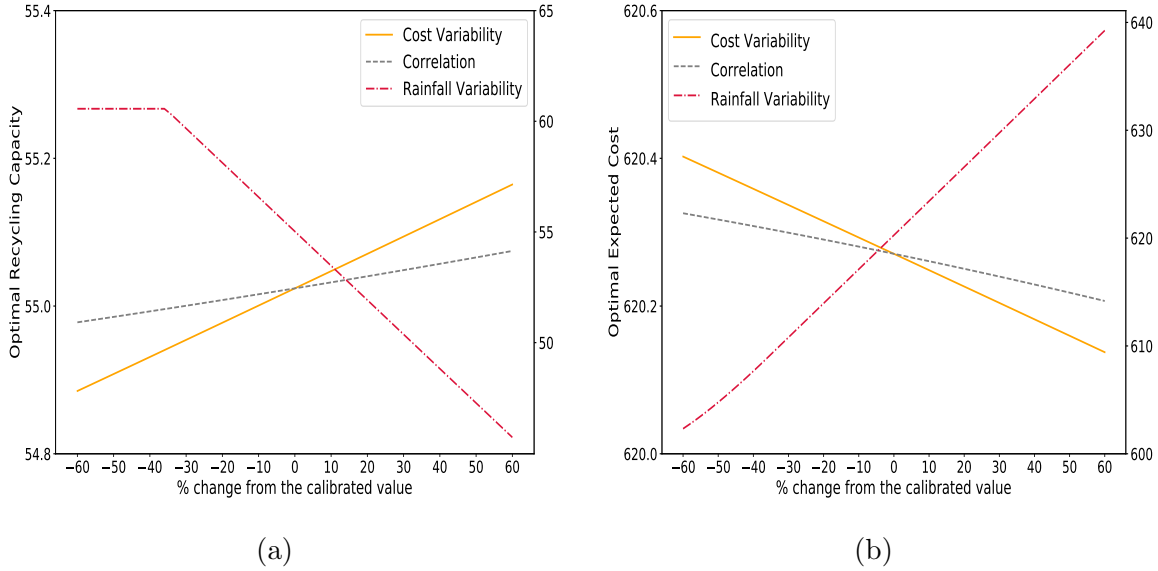 55.4
55.2
55.0
54.8
Optimal Recycling Capacity
65
60
55
50
Cost Variability
Correlation
Rainfall Variability
−60 −50 −40 −30 −20 −10 0 10 20 30 40 50 60
% change from the calibrated value
(a)
620.6
620.4
620.2
620.0
Optimal Expected Cost
640
630
620
610
600
Cost Variability
Correlation
Rainfall Variability
−60 −50 −40 −30 −20 −10 0 10 20 30 40 50 60
% change from the calibrated value
(b)